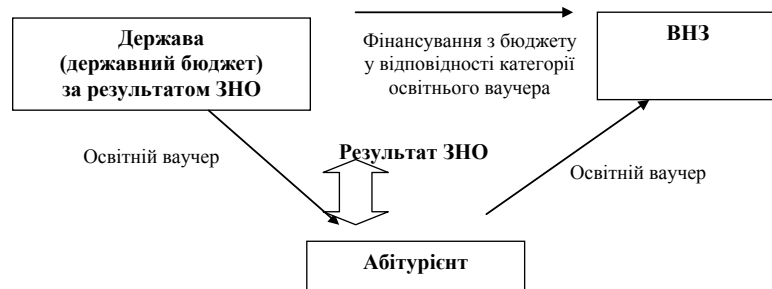 Держава
(державний бюджет)
за результатом ЗНО
Фінансування з бюджету
у відповідності категорії
освітнього ваучера
ВНЗ
Освітній ваучер
Результат ЗНО
Освітній ваучер
Абітурієнт